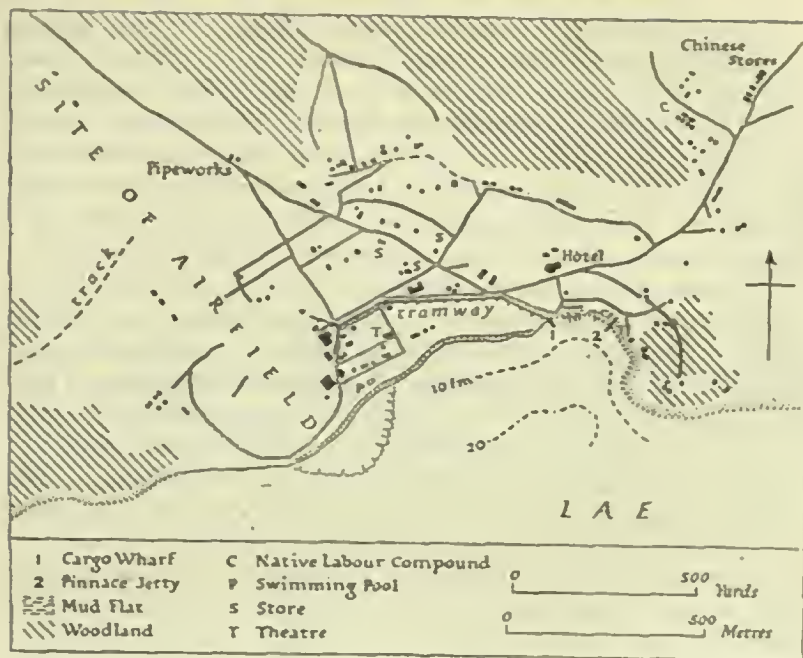 Chinese
Stores
C
SITE OF AIRFIELD
Pipeworks
track
S
S
S
Hotel
tramway
T
P
1
2
10fm
20
LAE
1 Cargo Wharf
2 Pinnace Jetty
Mud Flat
Woodland
C Native Labour Compound
P Swimming Pool
S Store
T Theatre
0 500 Yards
0 500 Metres